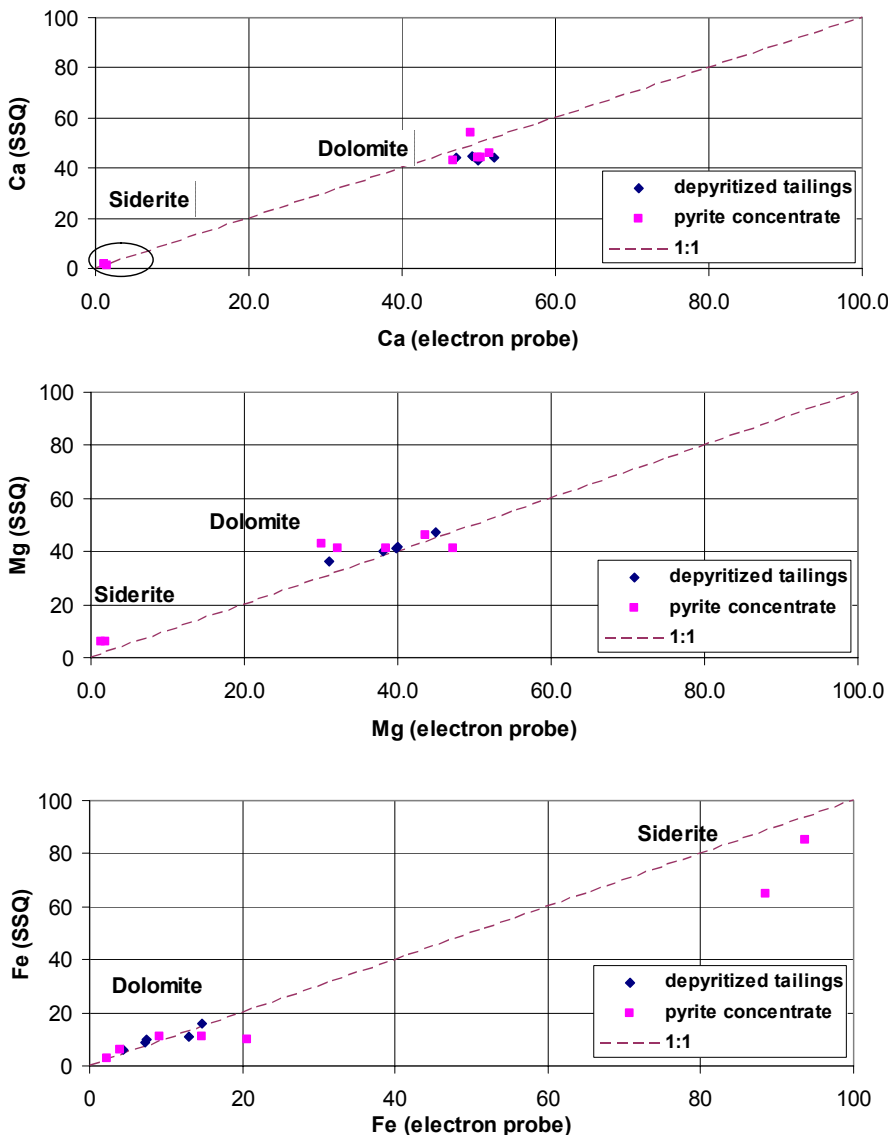 100
80
60
40
20
0
Ca (SSQ)
Dolomite
Siderite
depyritized tailings
pyrite concentrate
1:1
0.0 20.0 40.0 60.0 80.0 100.0
Ca (electron probe)
100
80
60
40
20
0
Mg (SSQ)
Dolomite
Siderite
depyritized tailings
pyrite concentrate
1:1
0.0 20.0 40.0 60.0 80.0 100.0
Mg (electron probe)
100
80
60
40
20
0
Fe (SSQ)
Siderite
Dolomite
depyritized tailings
pyrite concentrate
1:1
0 20 40 60 80 100
Fe (electron probe)